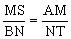 MS/BN = AM/NT